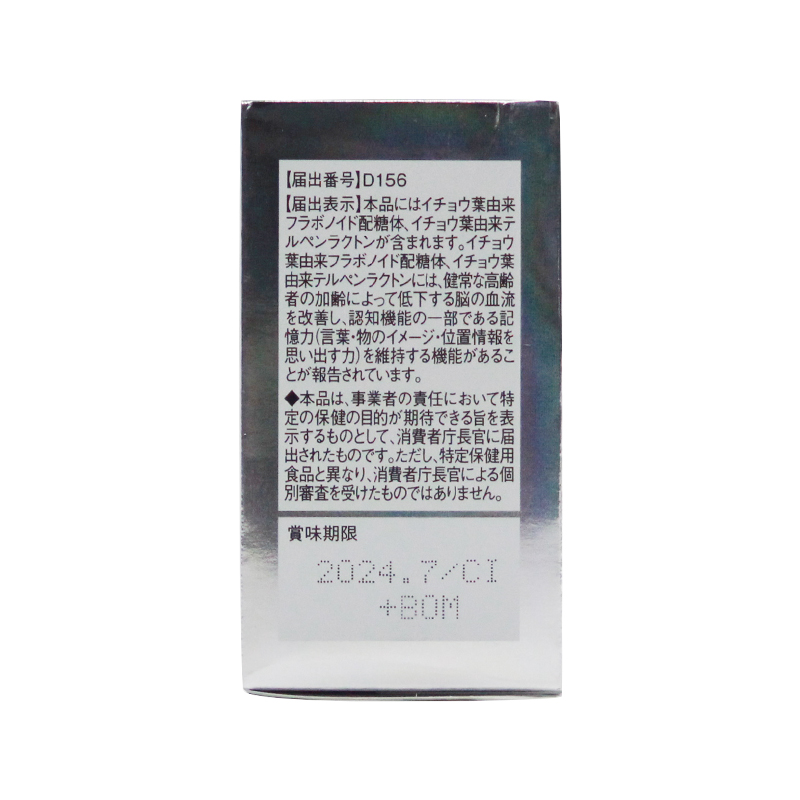 【届出番号】D156
【届出表示】本品にはイチョウ葉由来
フラボノイド配糖体、イチョウ葉由来テ
ルペンラクトンが含まれます。イチョウ
葉由来フラボノイド配糖体、イチョウ葉
由来テルペンラクトンには、健常な高齢
者の加齢によって低下する脳の血流
を改善し、認知機能の一部である記
憶力(言葉・物のイメージ・位置情報を
思い出す力)を維持する機能があるこ
とが報告されています。
◆本品は、事業者の責任において特
定の保健の目的が期待できる旨を表
示するものとして、消費者庁長官に届
出されたものです。ただし、特定保健用
食品と異なり、消費者庁長官による個
別審査を受けたものではありません。
賞味期限
2024.7/CI
+BOM